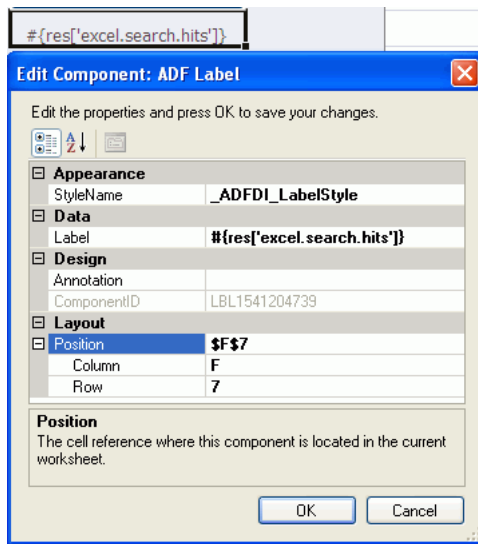 #{res['excel.search.hits']}
Edit Component: ADF Label
Edit the properties and press OK to save your changes.
Appearance
StyleName _ADFDI_LabelStyle
Data
Label #{res['excel.search.hits']}
Design
Annotation
ComponentID LBL1541204739
Layout
Position $F$7
Column F
Row 7
Position
The cell reference where this component is located in the current
worksheet.
OK Cancel